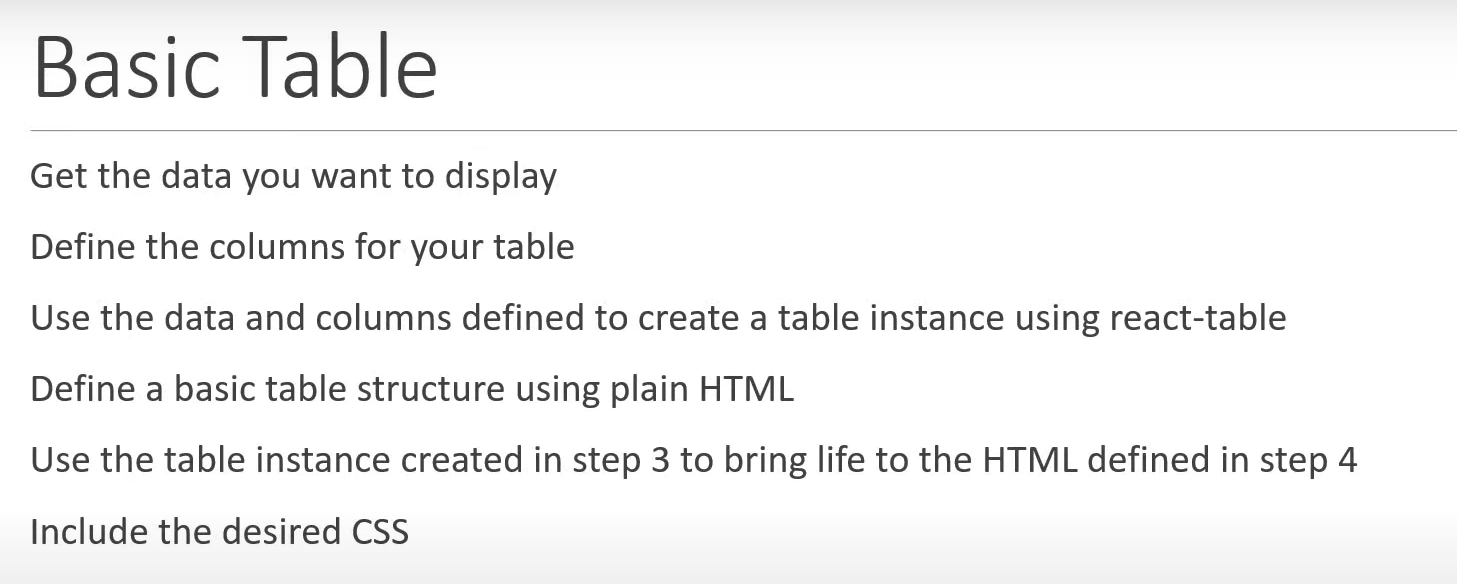 Basic Table
Get the data you want to display
Define the columns for your table
Use the data and columns defined to create a table instance using react-table
Define a basic table structure using plain HTML
Use the table instance created in step 3 to bring life to the HTML defined in step 4
Include the desired CSS